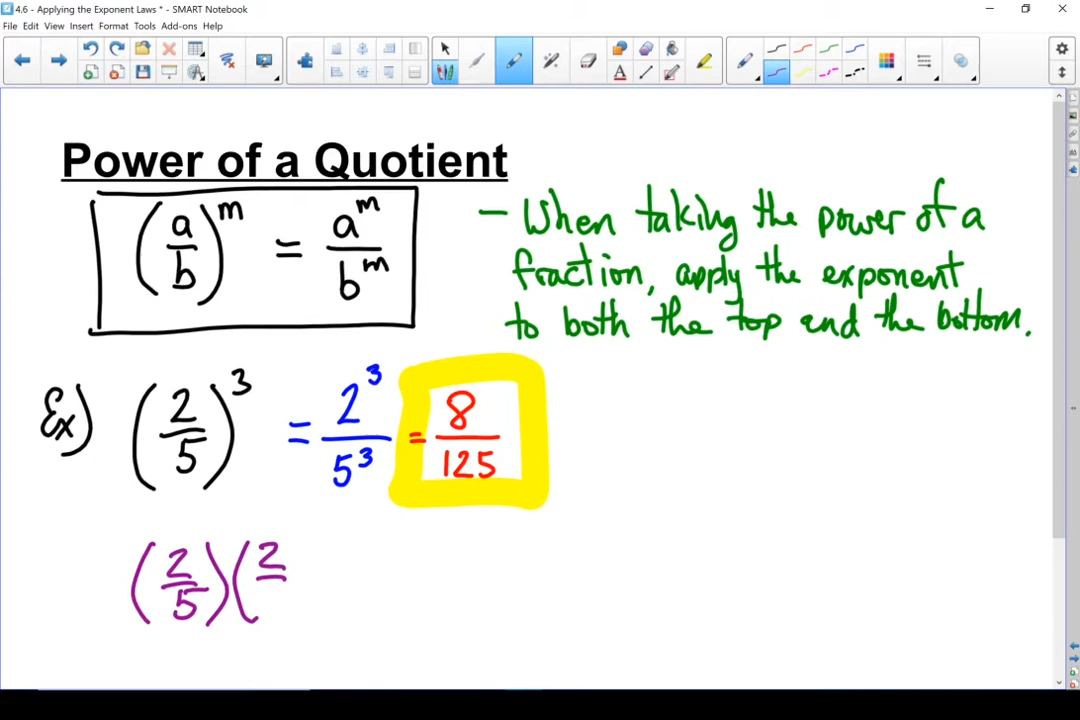 4.6 - Applying the Exponent Laws * - SMART Notebook
File Edit View Insert Format Tools Add-ons Help
Power of a Quotient
(a/b)^m = a^m/b^m
- When taking the power of a
fraction, apply the exponent
to both the top and the bottom.
Ex) (2/5)^3 = 2^3/5^3 = 8/125
(2/5)(2